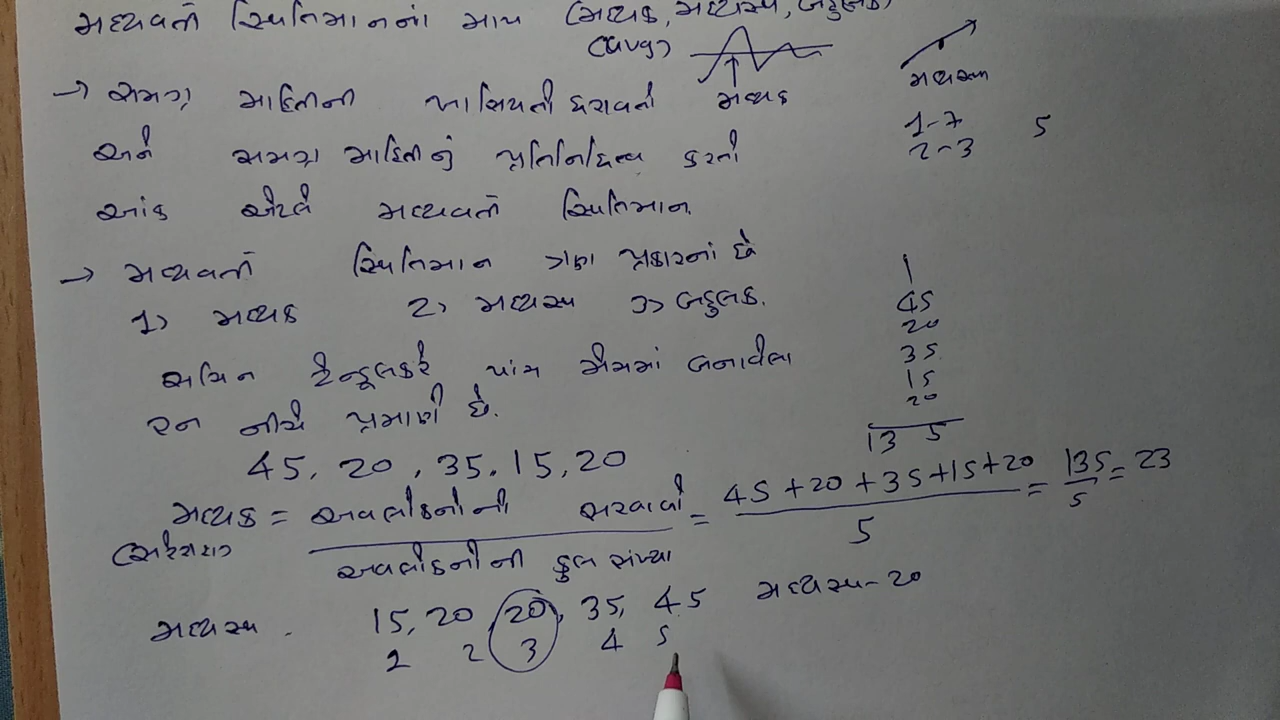 મધ્યવર્તી સ્થિતિમાનનાં માપ (મધ્યક, મધ્યસ્થ, બહુલક)
(avg)
મધ્યક
મધ્યસ્થ
1-7
2-3
5
→ સમગ્ર માહિતીની ખાસિયતો ધરાવતો
અને સમગ્ર માહિતીનું પ્રતિનિધિત્વ કરતો
આંક એટલે મધ્યવર્તી સ્થિતિમાન.
→ મધ્યવર્તી સ્થિતિમાન ત્રણ પ્રકારનાં છે
1) મધ્યક 2) મધ્યસ્થ 3) બહુલક.
સચિન તેન્ડુલકરે પાંચ મેચમાં બનાવેલા
રન નીચે પ્રમાણે છે.
45, 20, 35, 15, 20
1
45
20
35
15
20
13 5
મધ્યક = અવલોકનોનો સરવાળો = 45 + 20 + 35 + 15 + 20 = 135 = 23
(સરેરાશ અવલોકનોની કુલ સંખ્યા 5 5
મધ્યસ્થ. 15, 20, 20, 35, 45 મધ્યસ્થ - 20
1 2 3 4 5